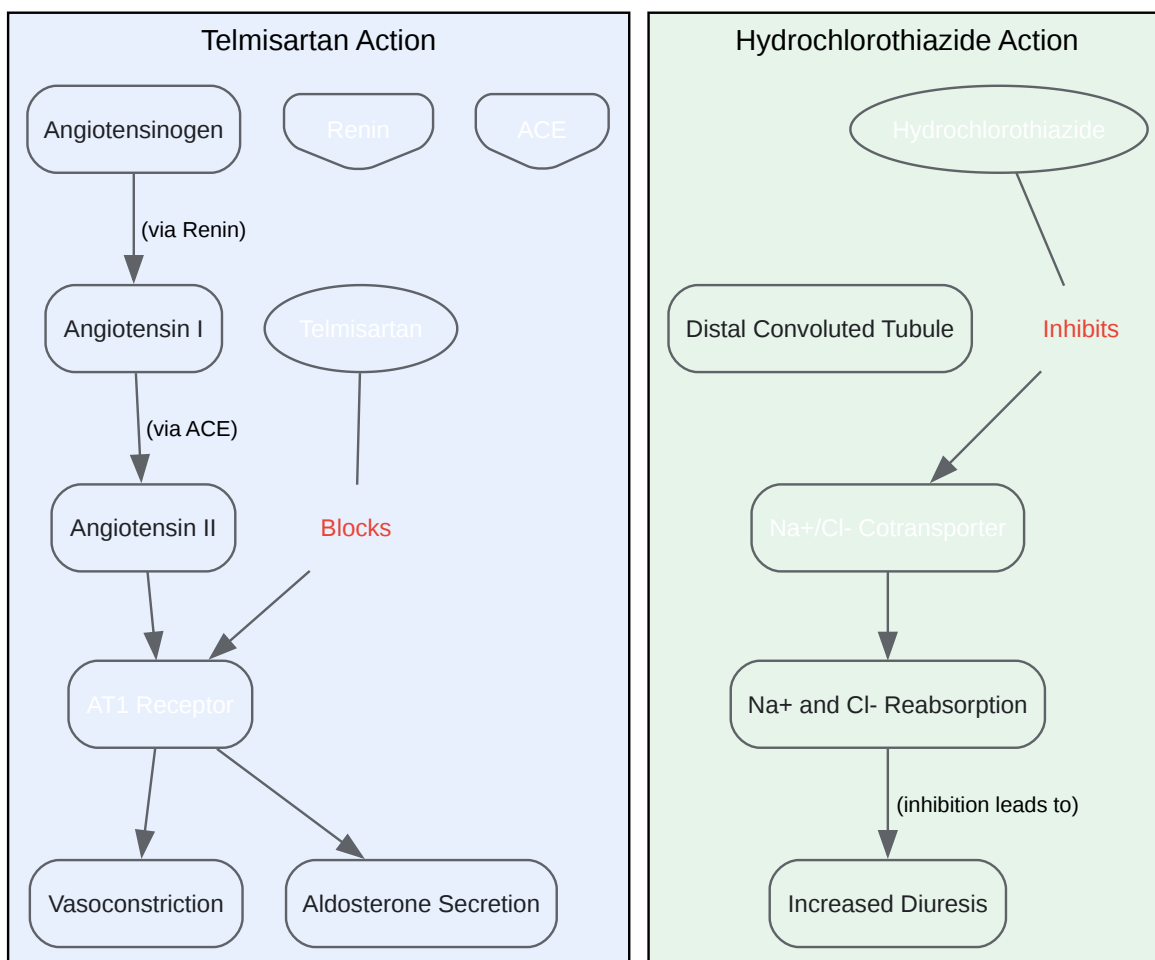 Telmisartan Action
Angiotensinogen
Renin
ACE
(via Renin)
Angiotensin I
Telmisartan
(via ACE)
Angiotensin II
Blocks
AT1 Receptor
Vasoconstriction
Aldosterone Secretion
Hydrochlorothiazide Action
Hydrochlorothiazide
Distal Convoluted Tubule
Inhibits
Na+/Cl- Cotransporter
Na+ and Cl- Reabsorption
(inhibition leads to)
Increased Diuresis